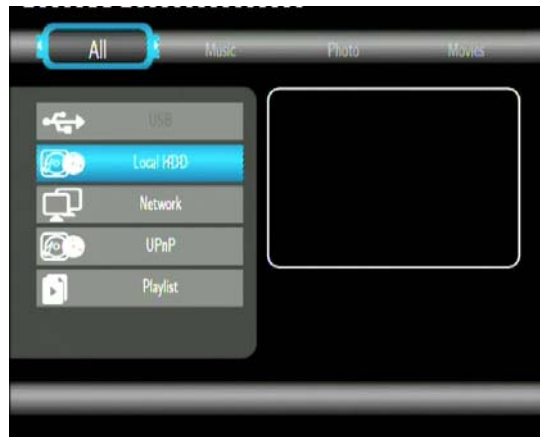 All Music Photo Movies
USB
Local HDD
Network
UPnP
Playlist